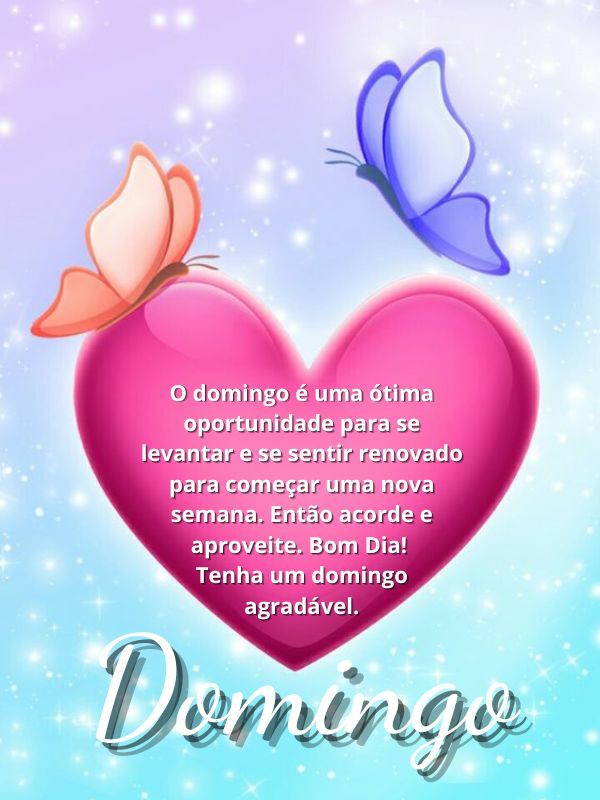 O domingo é uma ótima
oportunidade para se
levantar e se sentir renovado
para começar uma nova
semana. Então acorde e
aproveite. Bom Dia!
Tenha um domingo
agradável.
Domingo